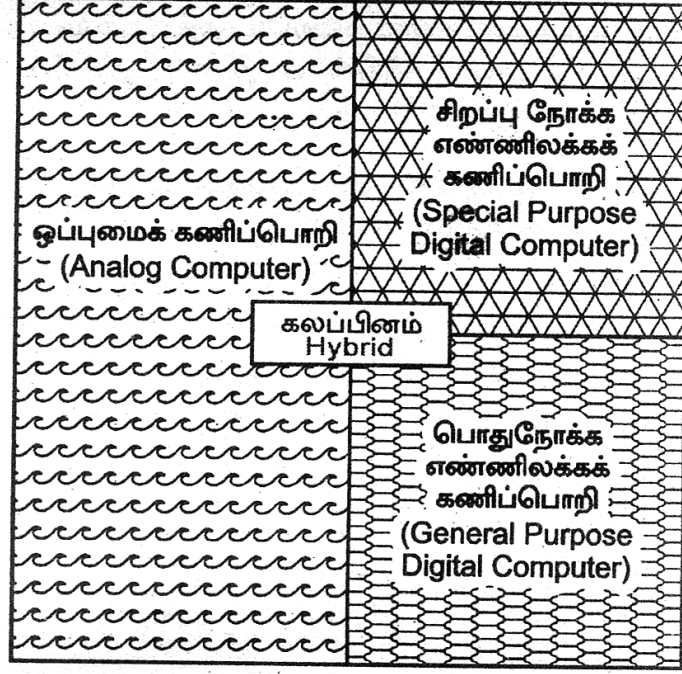 ஒப்புமைக் கணிப்பொறி
(Analog Computer)
சிறப்பு நோக்க
எண்ணிலக்கக்
கணிப்பொறி
(Special Purpose
Digital Computer)
கலப்பினம்
Hybrid
பொதுநோக்க
எண்ணிலக்கக்
கணிப்பொறி
(General Purpose
Digital Computer)